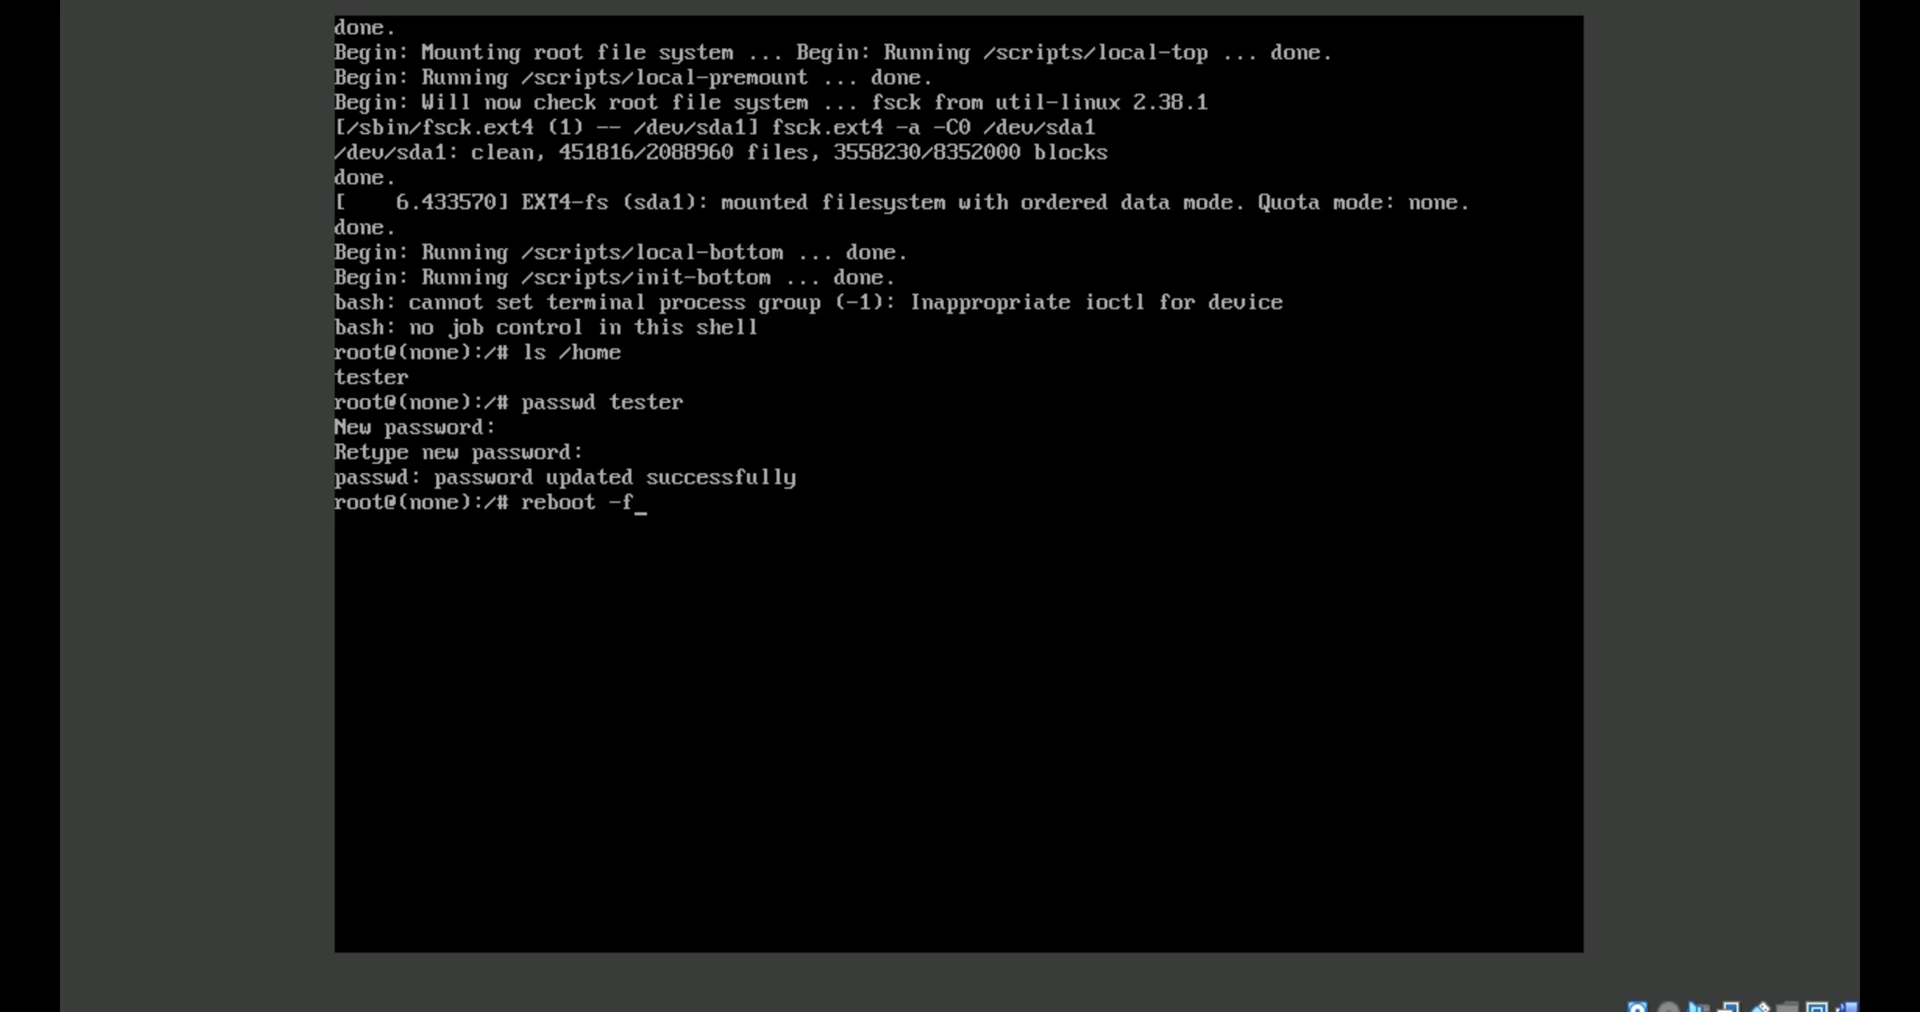 done.
Begin: Mounting root file system ... Begin: Running /scripts/local-top ... done.
Begin: Running /scripts/local-premount ... done.
Begin: Will now check root file system ... fsck from util-linux 2.38.1
[/sbin/fsck.ext4 (1) -- /dev/sda1] fsck.ext4 -a -C0 /dev/sda1
/dev/sda1: clean, 451816/2088960 files, 3558230/8352000 blocks
done.
[    6.433570] EXT4-fs (sda1): mounted filesystem with ordered data mode. Quota mode: none.
done.
Begin: Running /scripts/local-bottom ... done.
Begin: Running /scripts/init-bottom ... done.
bash: cannot set terminal process group (-1): Inappropriate ioctl for device
bash: no job control in this shell
root@(none):/# ls /home
tester
root@(none):/# passwd tester
New password:
Retype new password:
passwd: password updated successfully
root@(none):/# reboot -f_